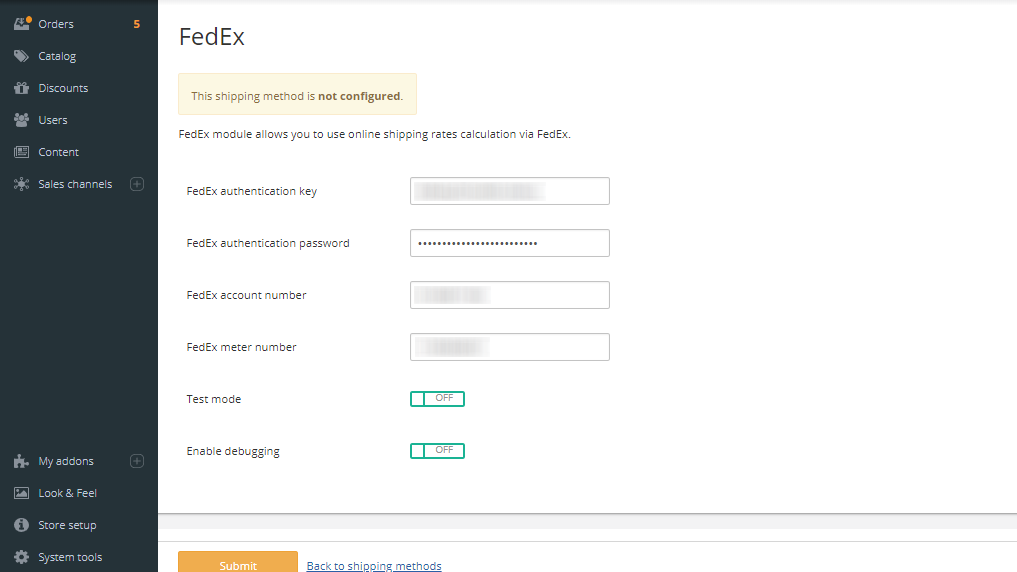 Orders 5
Catalog
Discounts
Users
Content
Sales channels
My addons
Look & Feel
Store setup
System tools
FedEx
This shipping method is not configured.
FedEx module allows you to use online shipping rates calculation via FedEx.
FedEx authentication key
FedEx authentication password •••••••••••••••••••••••••
FedEx account number
FedEx meter number
Test mode OFF
Enable debugging OFF
Submit Back to shipping methods